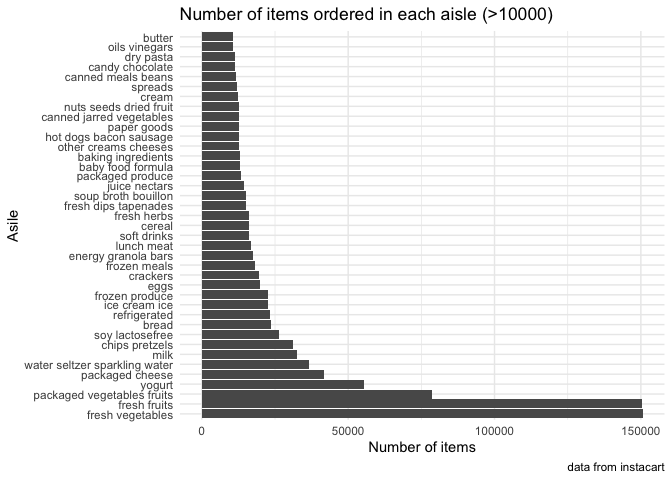 Number of items ordered in each aisle (>10000)
butter
oils vinegars
dry pasta
candy chocolate
canned meals beans
spreads
cream
nuts seeds dried fruit
canned jarred vegetables
paper goods
hot dogs bacon sausage
other creams cheeses
baking ingredients
baby food formula
packaged produce
juice nectars
soup broth bouillon
fresh dips tapenades
fresh herbs
cereal
soft drinks
lunch meat
energy granola bars
frozen meals
crackers
eggs
frozen produce
ice cream ice
refrigerated
bread
soy lactosefree
chips pretzels
milk
water seltzer sparkling water
packaged cheese
yogurt
packaged vegetables fruits
fresh fruits
fresh vegetables
Asile
0 50000 100000 150000
Number of items
data from instacart